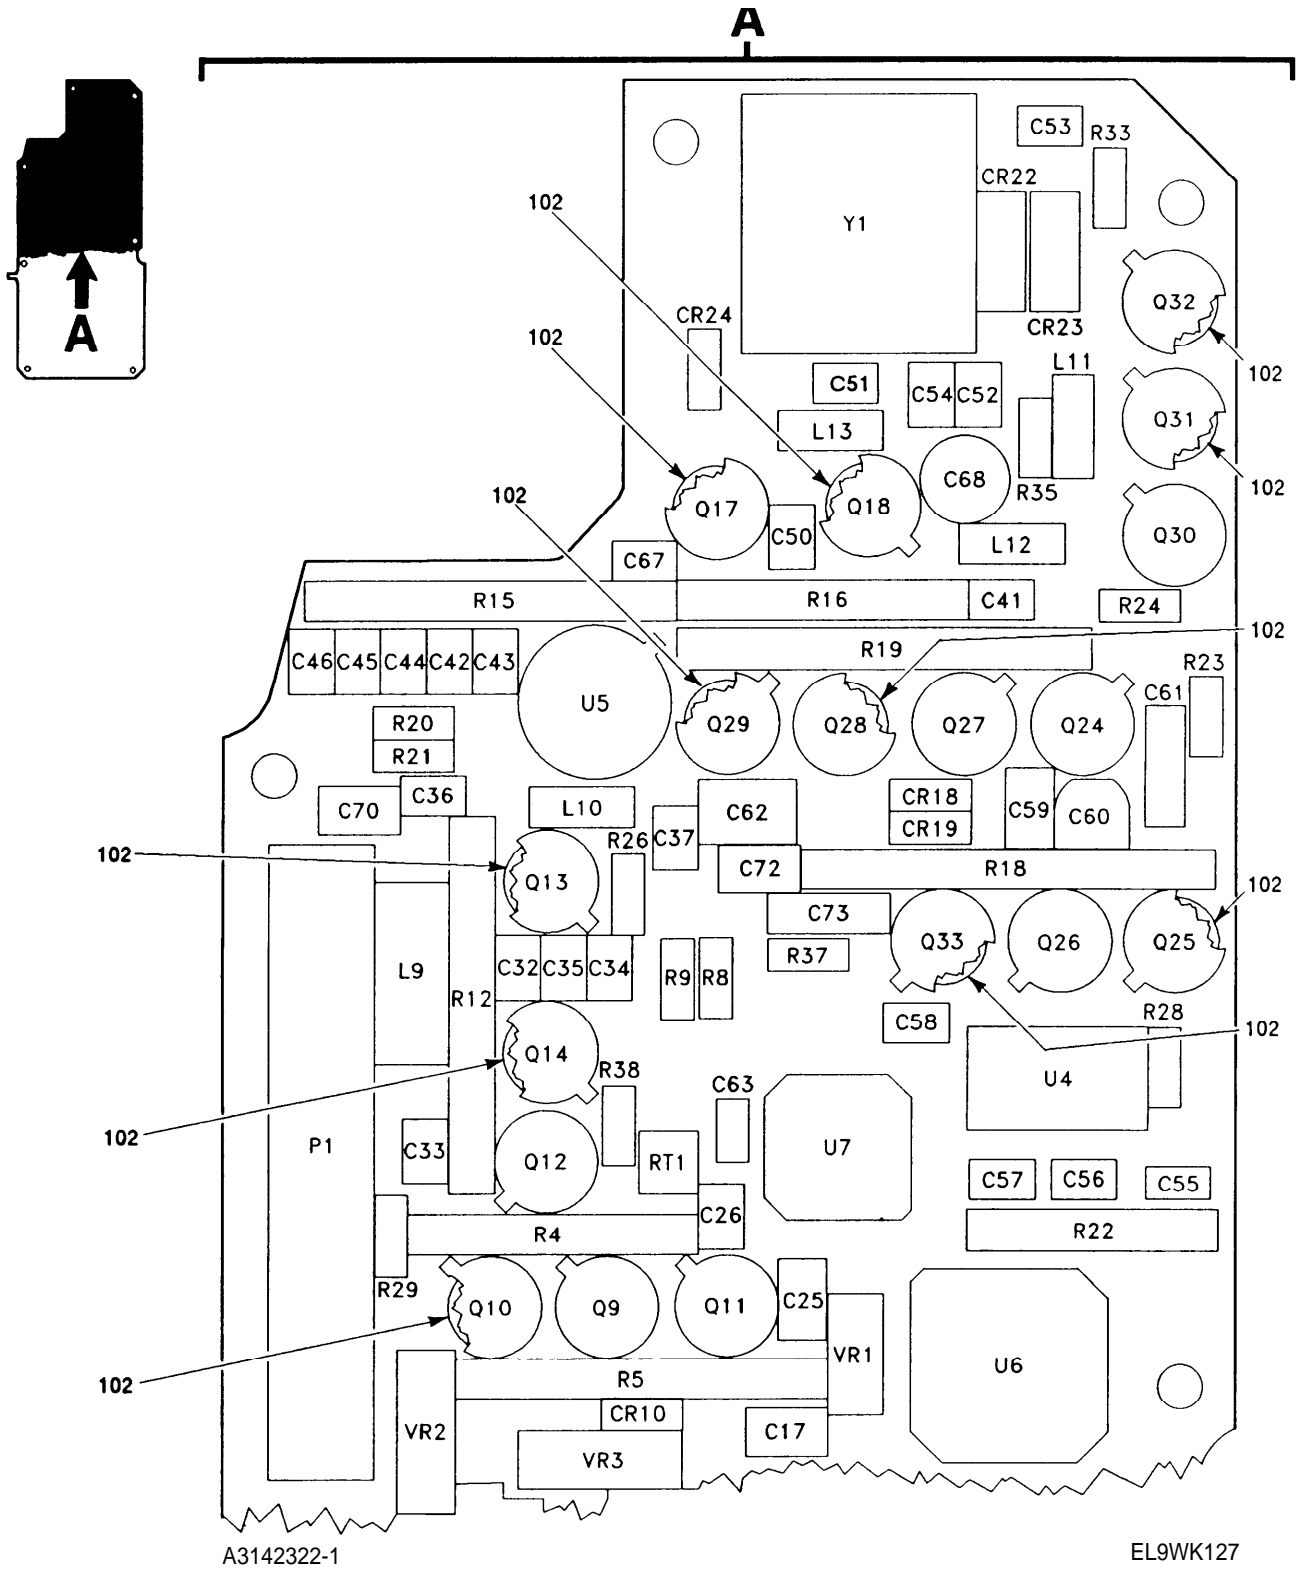 A
C53
R33
CR22
102
Y1
Q32
CR24
CR23
102
102
L11
C51
C54
C52
Q31
L13
C68
102
102
R35
Q17
Q18
Q30
C50
L12
C67
R15
R16
C41
R24
102
R19
C46
C45
C44
C42
C43
R23
C61
U5
R20
Q29
Q28
Q27
Q24
R21
C36
C70
L10
C62
CR18
C59
C60
CR19
C37
R26
102
C72
R18
Q13
102
C73
Q33
Q26
Q25
R37
L9
C32
C35
C34
R9
R8
R12
R28
C58
102
Q14
R38
C63
U4
102
P1
C33
Q12
RT1
U7
C57
C56
C55
C26
R4
R22
R29
Q10
Q9
Q11
C25
VR1
U6
102
R5
CR10
VR2
C17
VR3
A
A3142322-1
EL9WK127